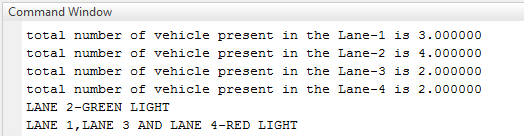 Command Window
total number of vehicle present in the Lane-1 is 3.000000
total number of vehicle present in the Lane-2 is 4.000000
total number of vehicle present in the Lane-3 is 2.000000
total number of vehicle present in the Lane-4 is 2.000000
LANE 2-GREEN LIGHT
LANE 1,LANE 3 AND LANE 4-RED LIGHT